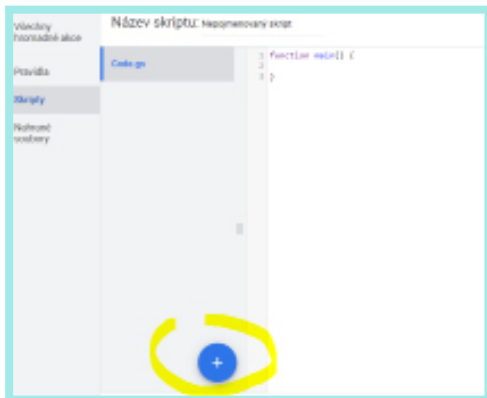 Všechny
hromadné akce
Pravidla
Skripty
Nahrané
soubory
Název skriptu: Nepojmenovaný skript
Code.gs
1 function main() {
2
3 }
+